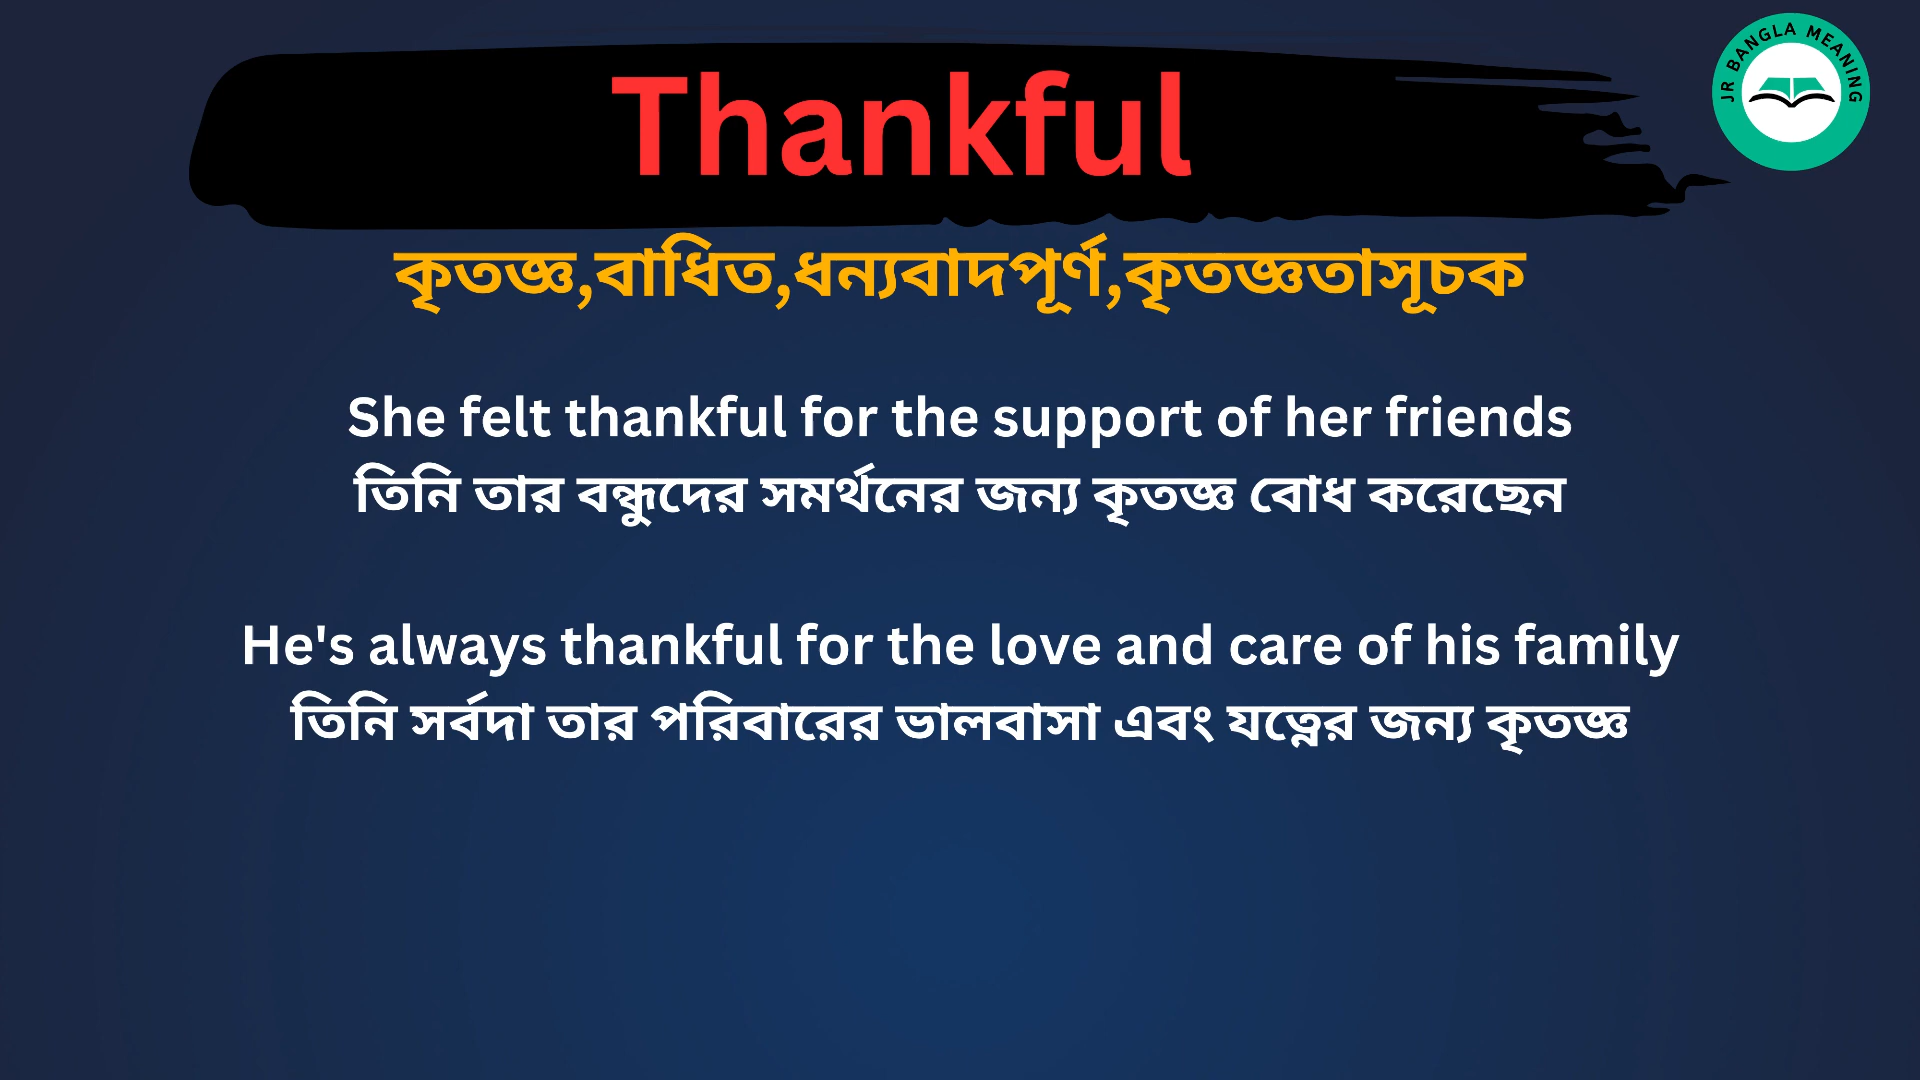 Thankful
JR BANGLA MEANING
কৃতজ্ঞ,বাধিত,ধন্যবাদপূর্ণ,কৃতজ্ঞতাসূচক
She felt thankful for the support of her friends
তিনি তার বন্ধুদের সমর্থনের জন্য কৃতজ্ঞ বোধ করেছেন
He's always thankful for the love and care of his family
তিনি সর্বদা তার পরিবারের ভালবাসা এবং যত্নের জন্য কৃতজ্ঞ